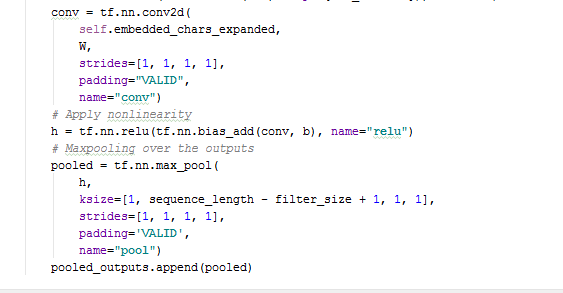 conv = tf.nn.conv2d(
self.embedded_chars_expanded,
W,
strides=[1, 1, 1, 1],
padding="VALID",
name="conv")
# Apply nonlinearity
h = tf.nn.relu(tf.nn.bias_add(conv, b), name="relu")
# Maxpooling over the outputs
pooled = tf.nn.max_pool(
h,
ksize=[1, sequence_length - filter_size + 1, 1, 1],
strides=[1, 1, 1, 1],
padding='VALID',
name="pool")
pooled_outputs.append(pooled)